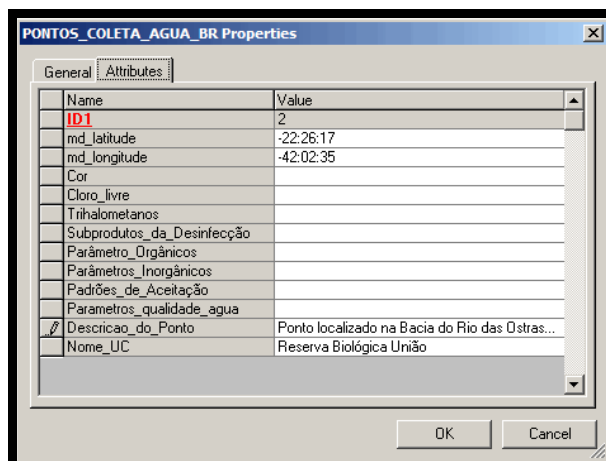 PONTOS_COLETA_AGUA_BR Properties
General Attributes
Name Value
ID1 2
md_latitude -22:26:17
md_longitude -42:02:35
Cor
Cloro_livre
Trihalometanos
Subprodutos_da_Desinfecção
Parâmetro_Orgânicos
Parâmetros_Inorgânicos
Padrões_de_Aceitação
Parametros_qualidade_agua
Descricao_do_Ponto Ponto localizado na Bacia do Rio das Ostras...
Nome_UC Reserva Biológica União
OK Cancel